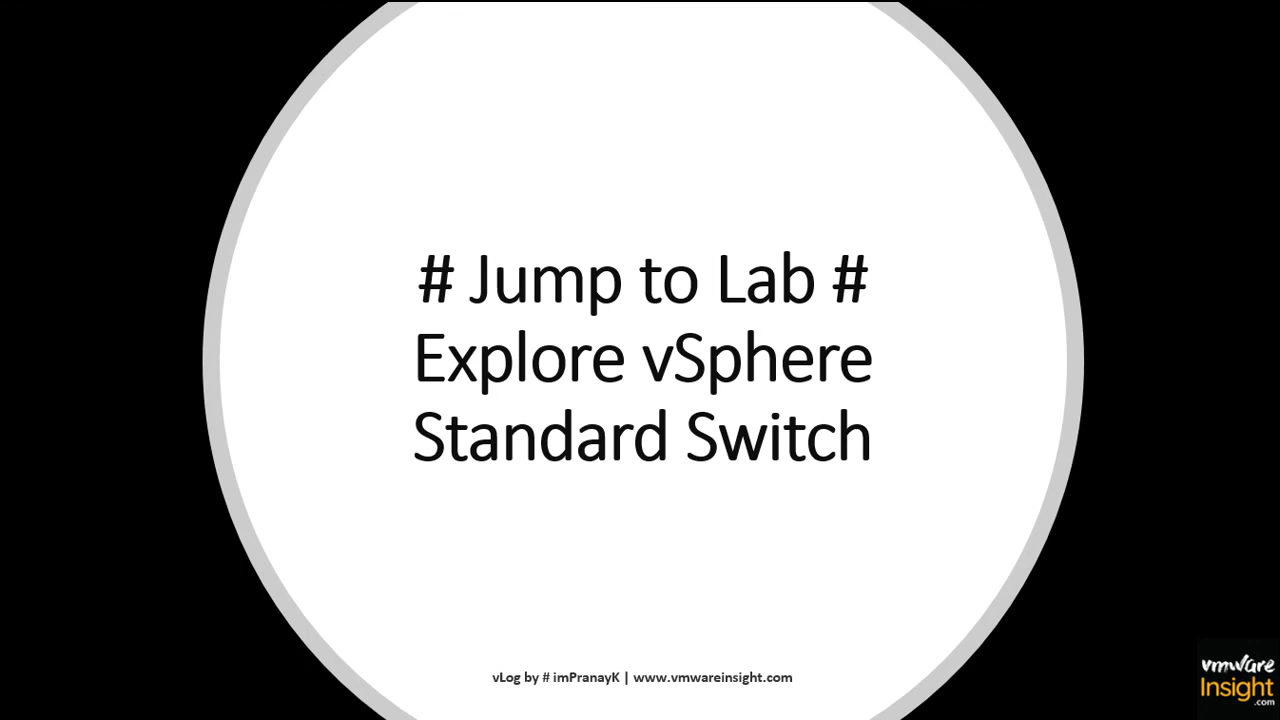 # Jump to Lab #
Explore vSphere
Standard Switch
vLog by # imPranayK | www.vmwareinsight.com
vmware
Insight
.com